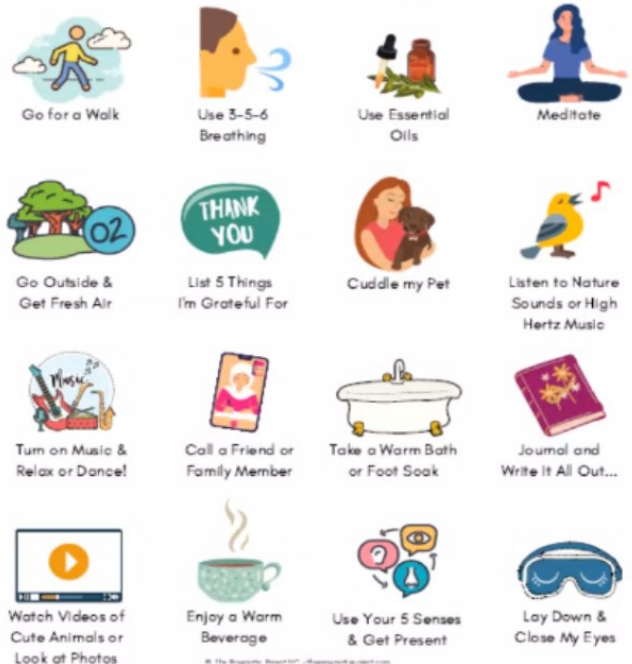 Go for a Walk
Use 3-5-6
Breathing
Use Essential
Oils
Meditate
O2
Go Outside &
Get Fresh Air
THANK
YOU
List 5 Things
I'm Grateful For
Cuddle my Pet
Listen to Nature
Sounds or High
Hertz Music
Music
Turn on Music &
Relax or Dance!
Call a Friend or
Family Member
Take a Warm Bath
or Foot Soak
Journal and
Write It All Out...
Watch Videos of
Cute Animals or
Look at Photos
Enjoy a Warm
Beverage
Use Your 5 Senses
& Get Present
Lay Down &
Close My Eyes